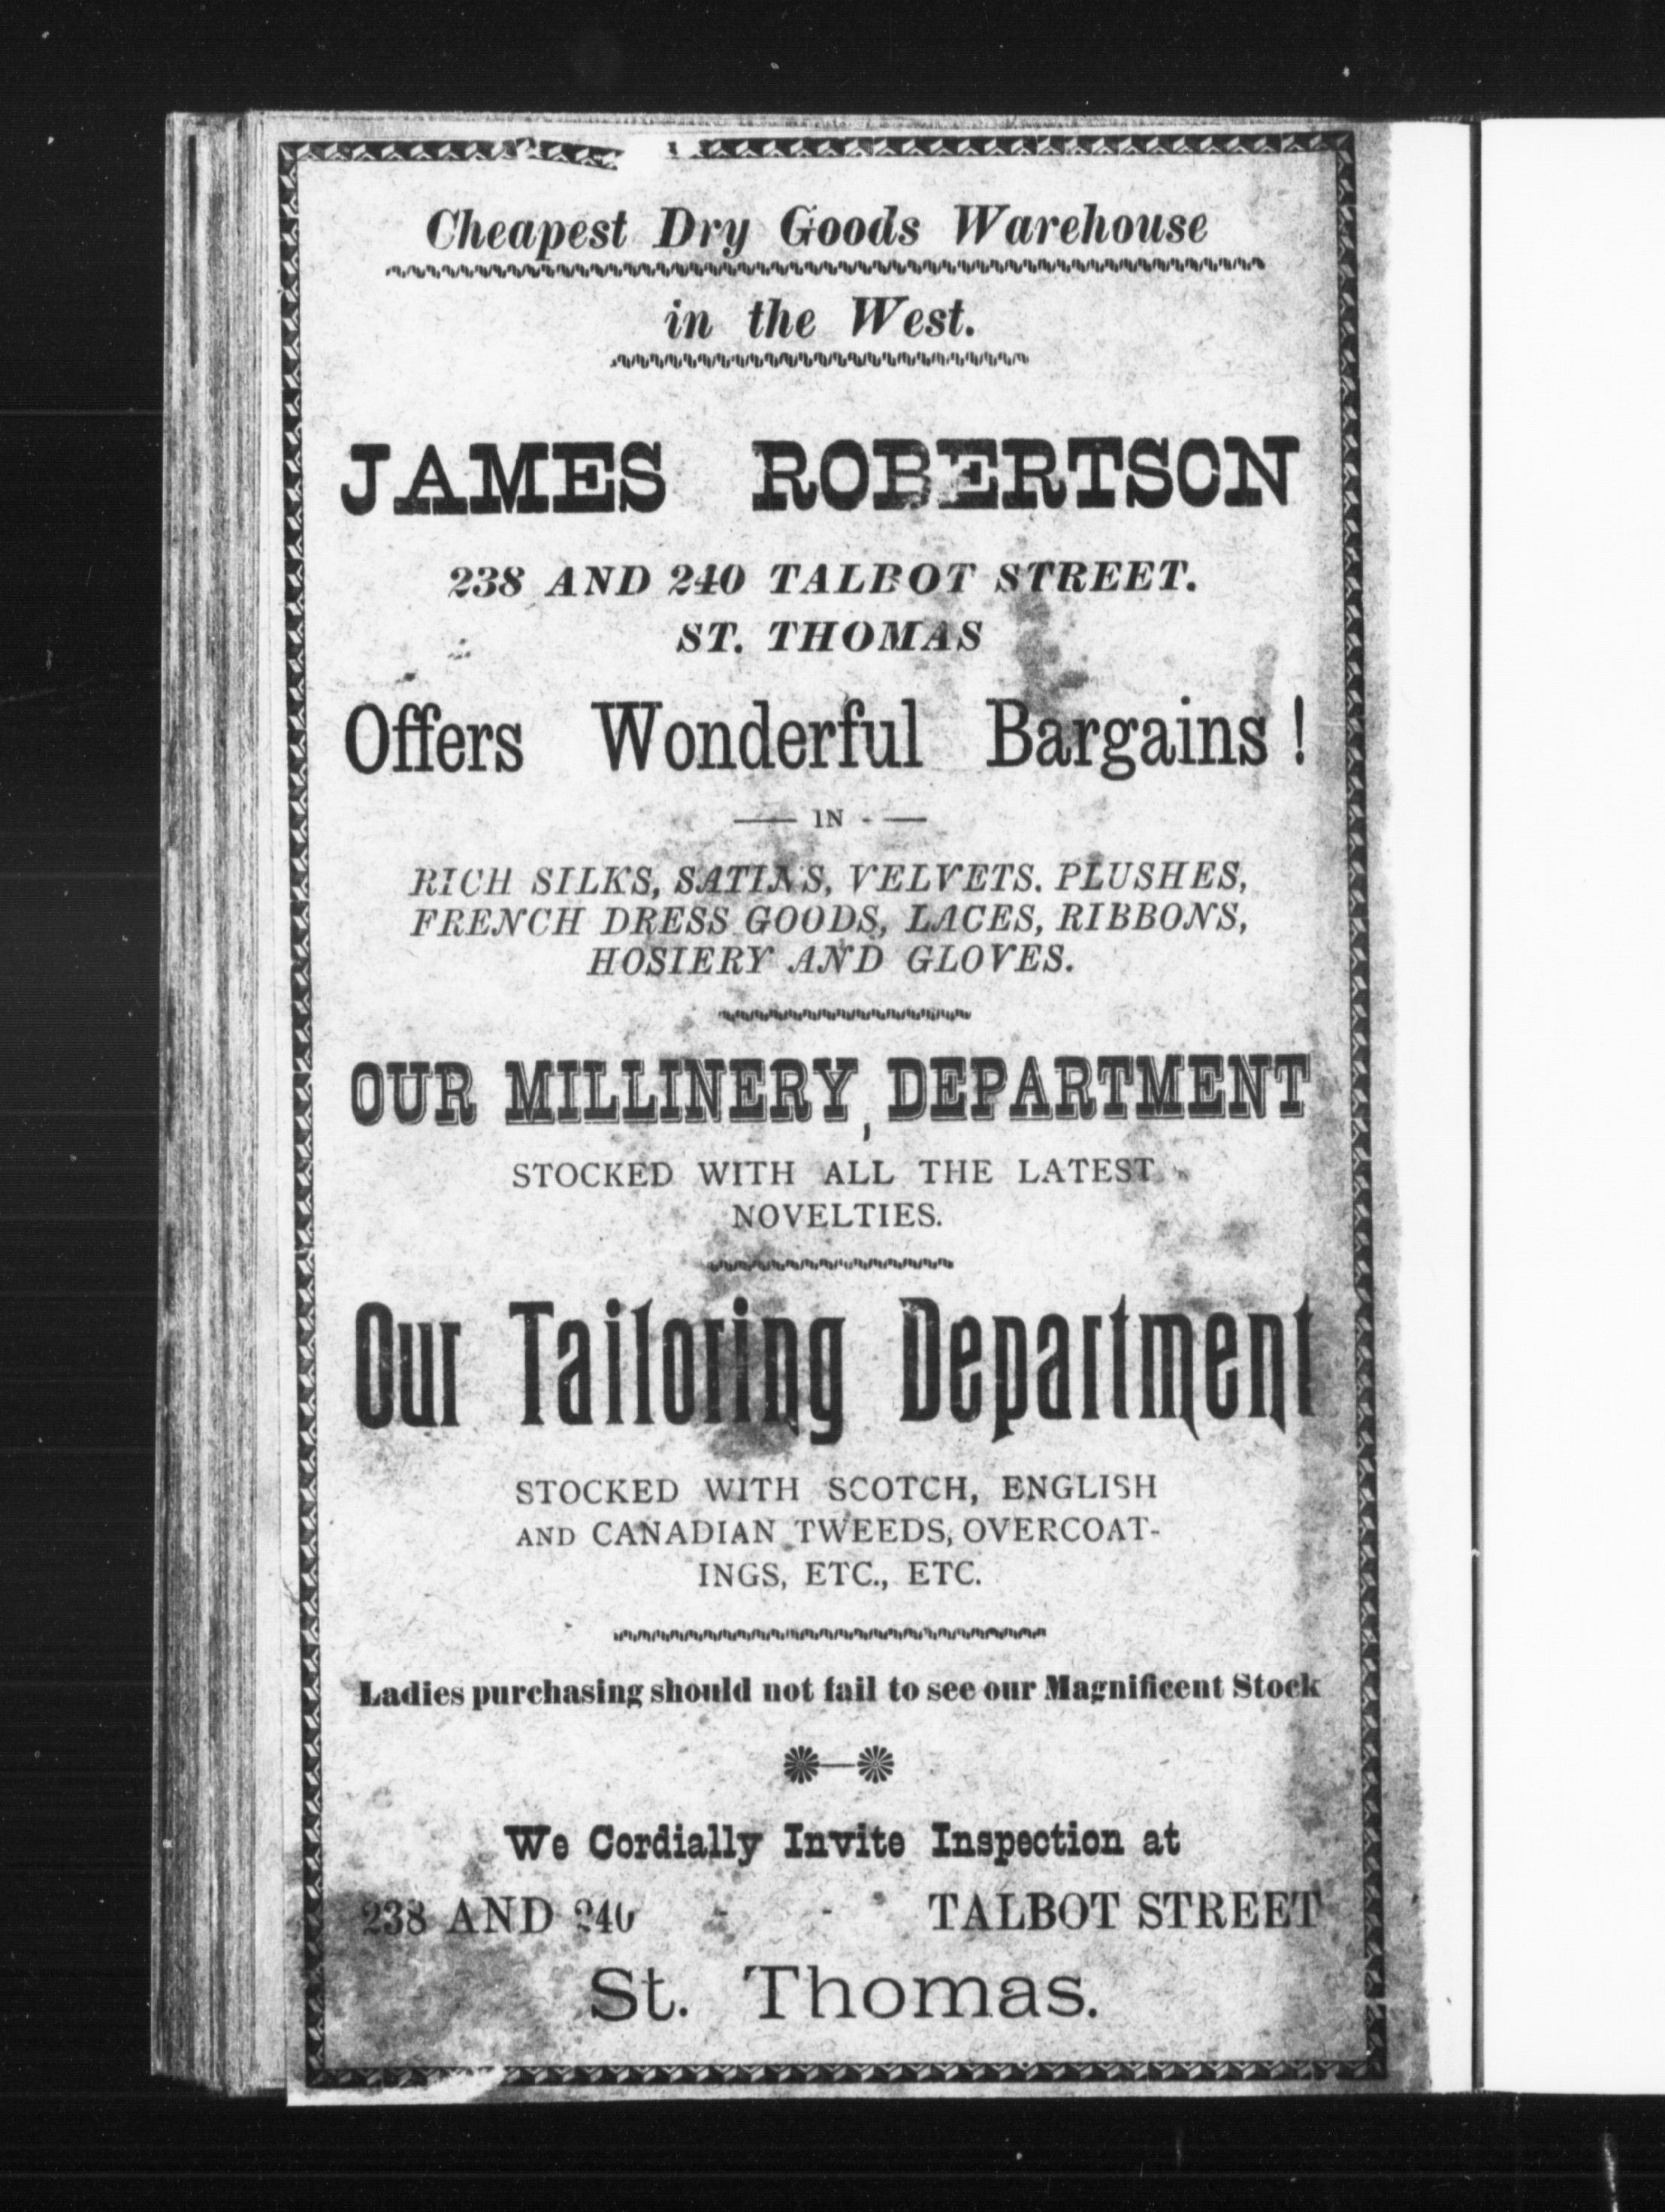 Cheapest Dry Goods Warehouse
in the West.
JAMES ROBERTSON
238 AND 240 TALBOT STREET.
ST. THOMAS
Offers Wonderful Bargains !
— IN - —
RICH SILKS, SATINS, VELVETS. PLUSHES,
FRENCH DRESS GOODS, LACES, RIBBONS,
HOSIERY AND GLOVES.
OUR MILLINERY, DEPARTMENT
STOCKED WITH ALL THE LATEST
NOVELTIES.
Our Tailoring Department
STOCKED WITH SCOTCH, ENGLISH
AND CANADIAN TWEEDS, OVERCOAT-
INGS, ETC., ETC.
Ladies purchasing should not fail to see our Magnificent Stock
We Cordially Invite Inspection at
238 AND 240 - - TALBOT STREET
St. Thomas.